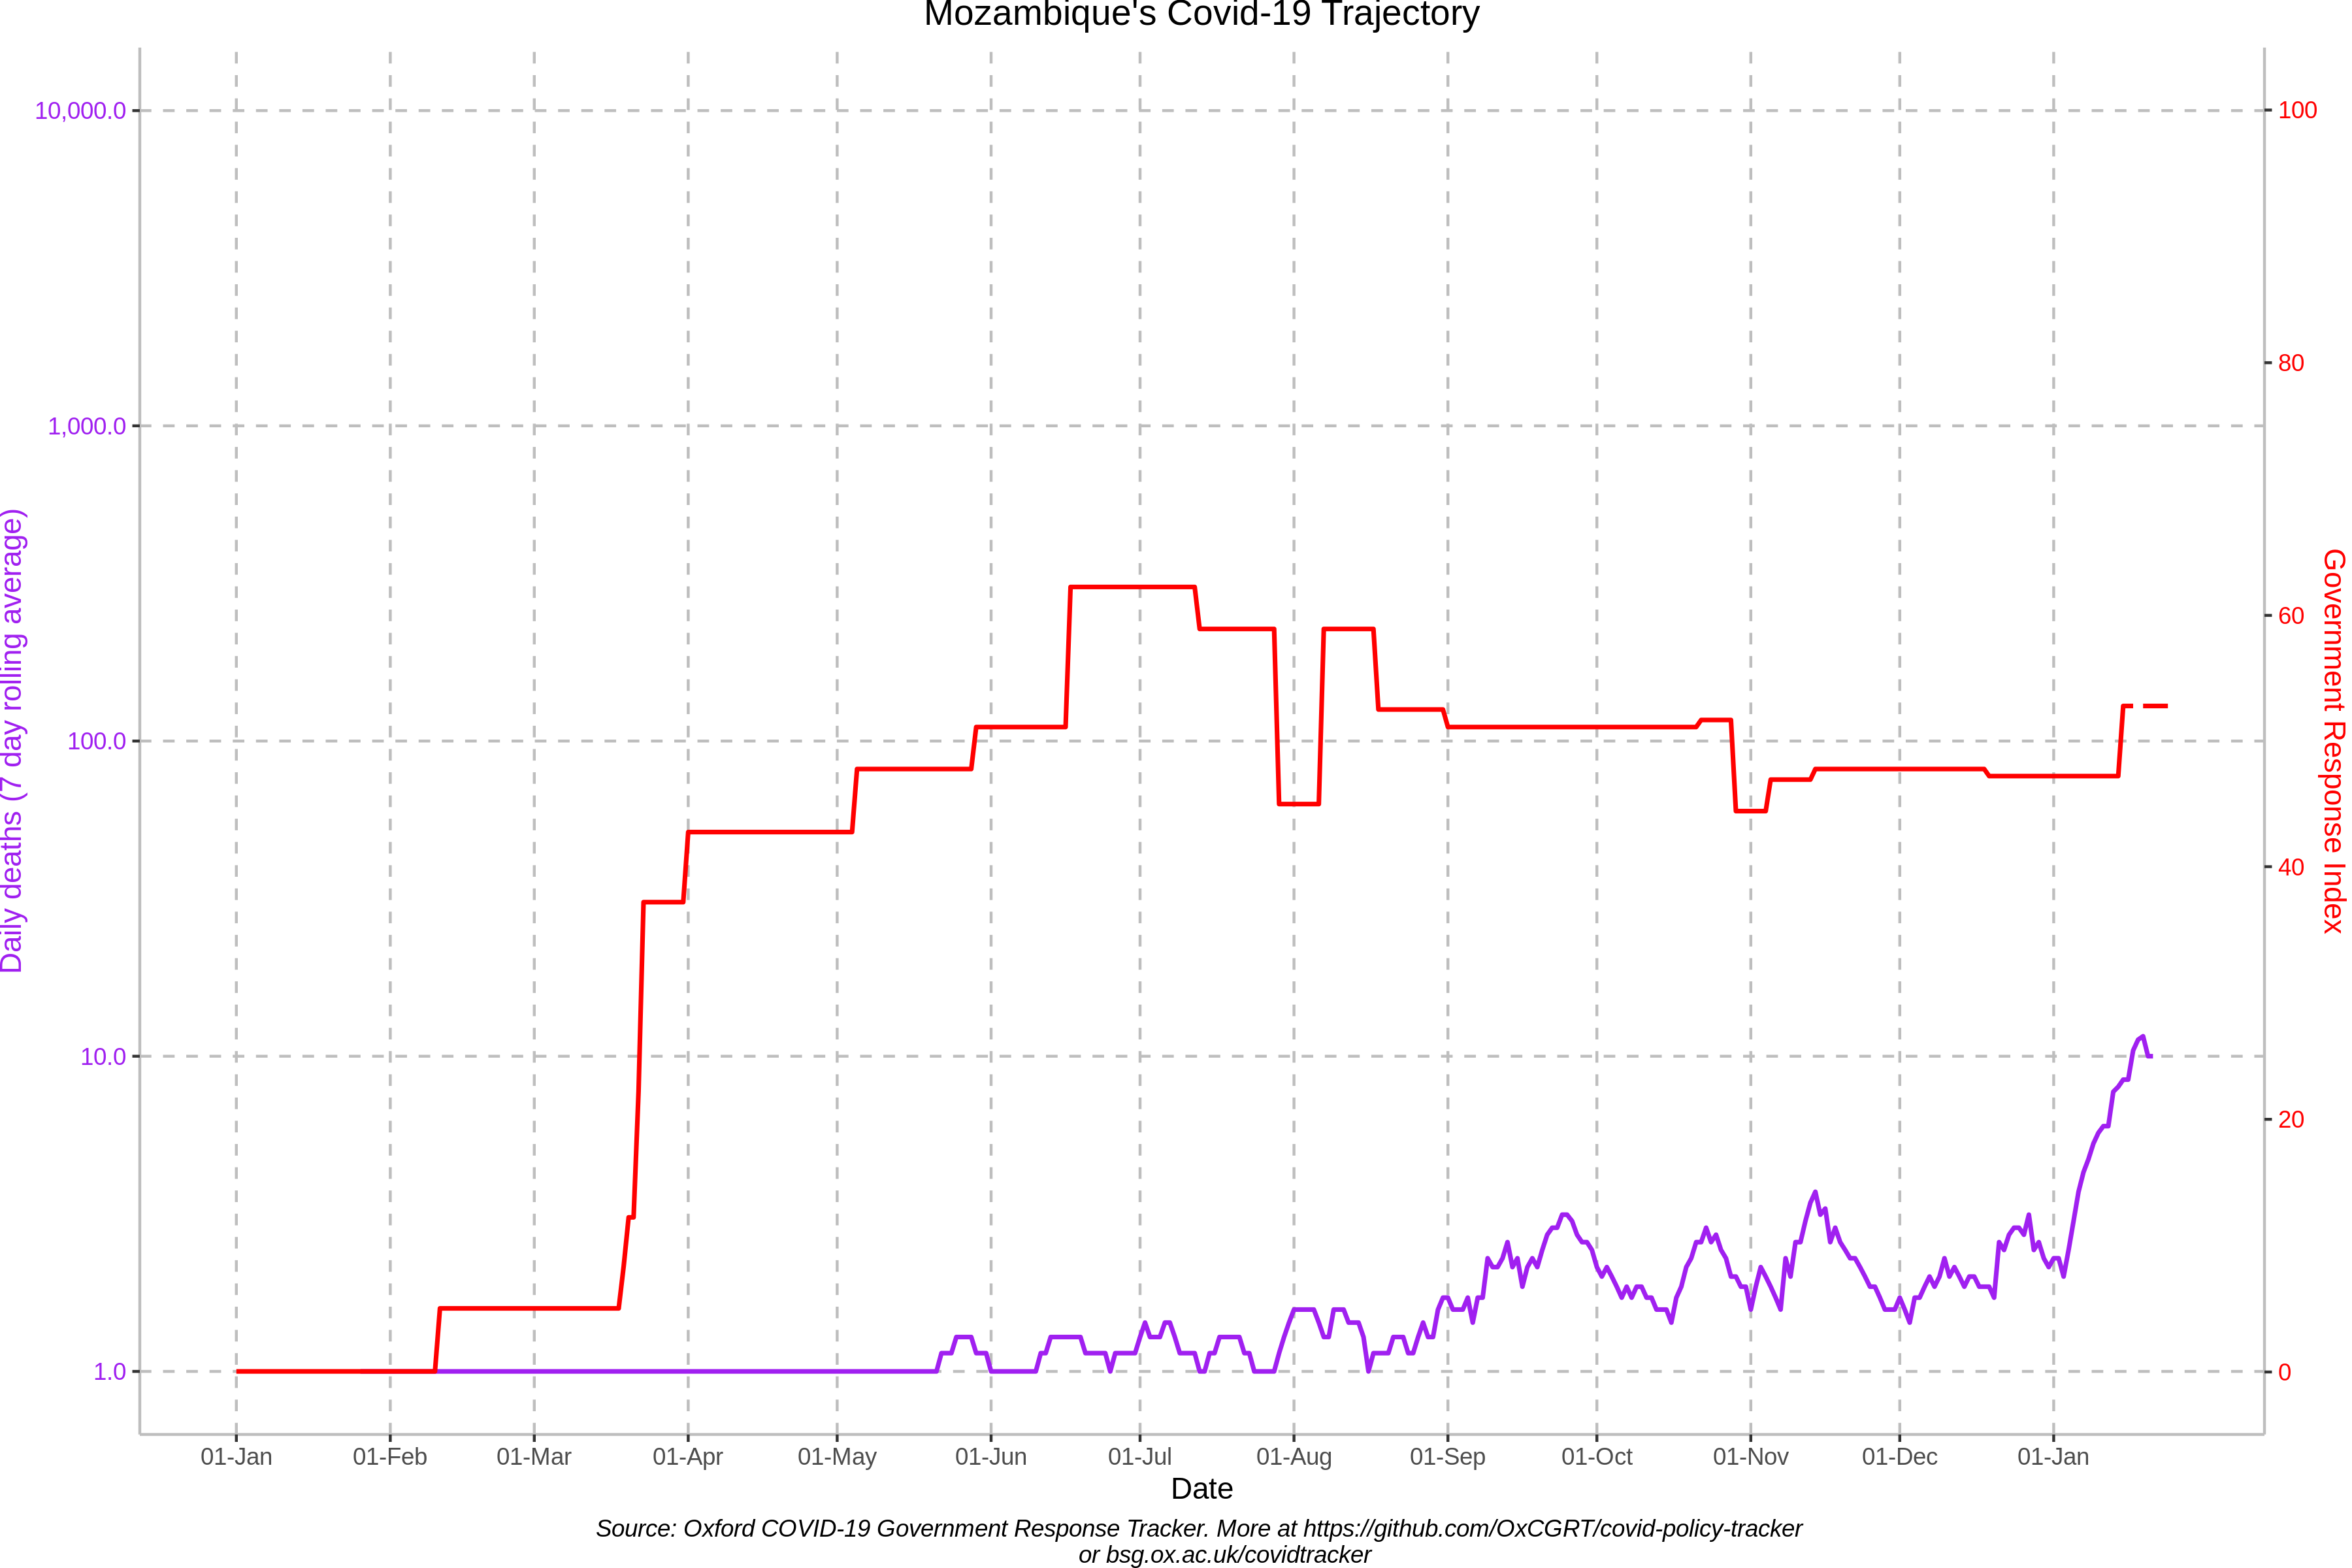 Mozambique's Covid-19 Trajectory
10,000.0
1,000.0
100.0
10.0
1.0
Daily deaths (7 day rolling average)
100
80
60
40
20
0
Government Response Index
01-Jan 01-Feb 01-Mar 01-Apr 01-May 01-Jun 01-Jul 01-Aug 01-Sep 01-Oct 01-Nov 01-Dec 01-Jan
Date
Source: Oxford COVID-19 Government Response Tracker. More at https://github.com/OxCGRT/covid-policy-tracker
or bsg.ox.ac.uk/covidtracker